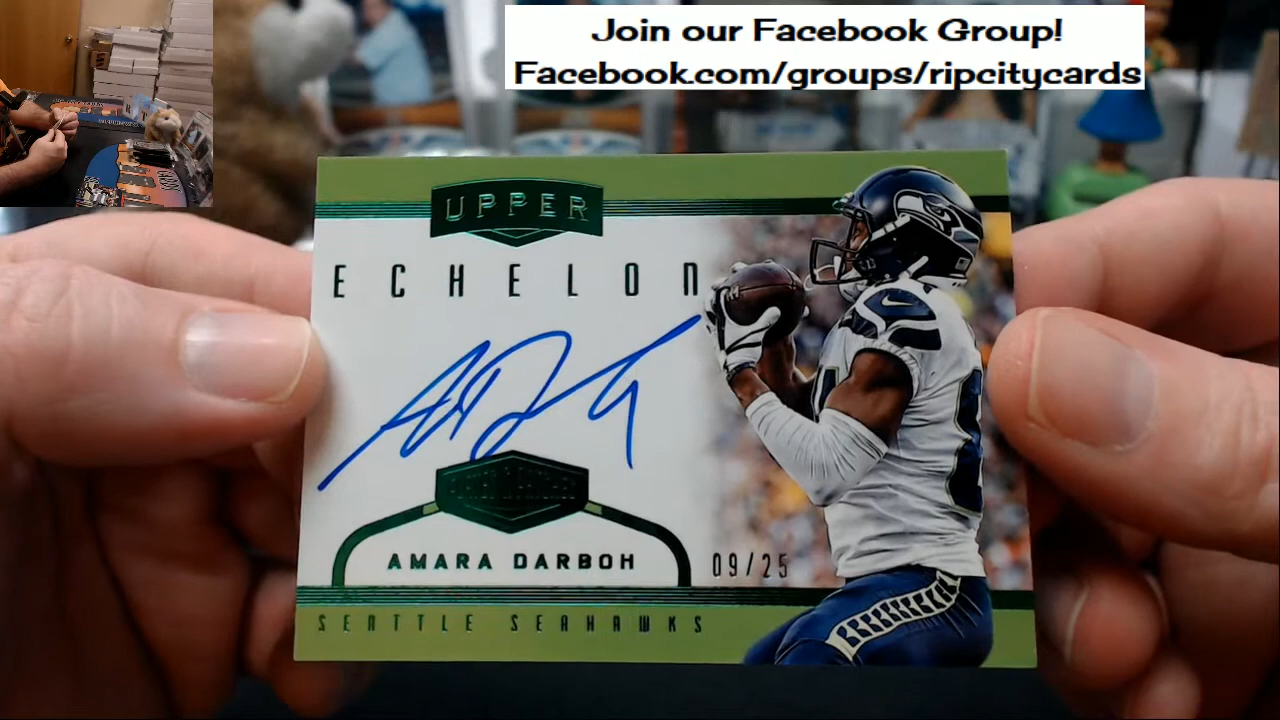 Join our Facebook Group!
Facebook.com/groups/ripcitycards
UPPER
ECHELON
AMARA DARBOH
09/25
SEATTLE SEAHAWKS